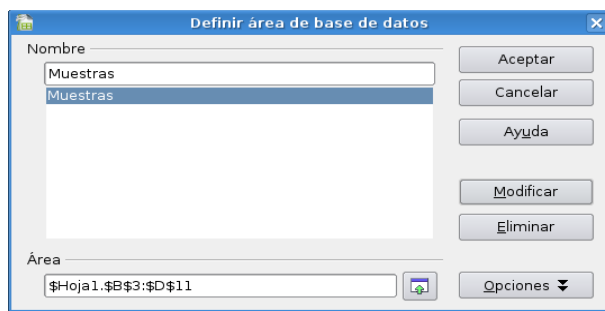 Definir área de base de datos
Nombre
Muestras
Muestras
Aceptar
Cancelar
Ayuda
Modificar
Eliminar
Área
$Hoja1.$B$3:$D$11
Opciones